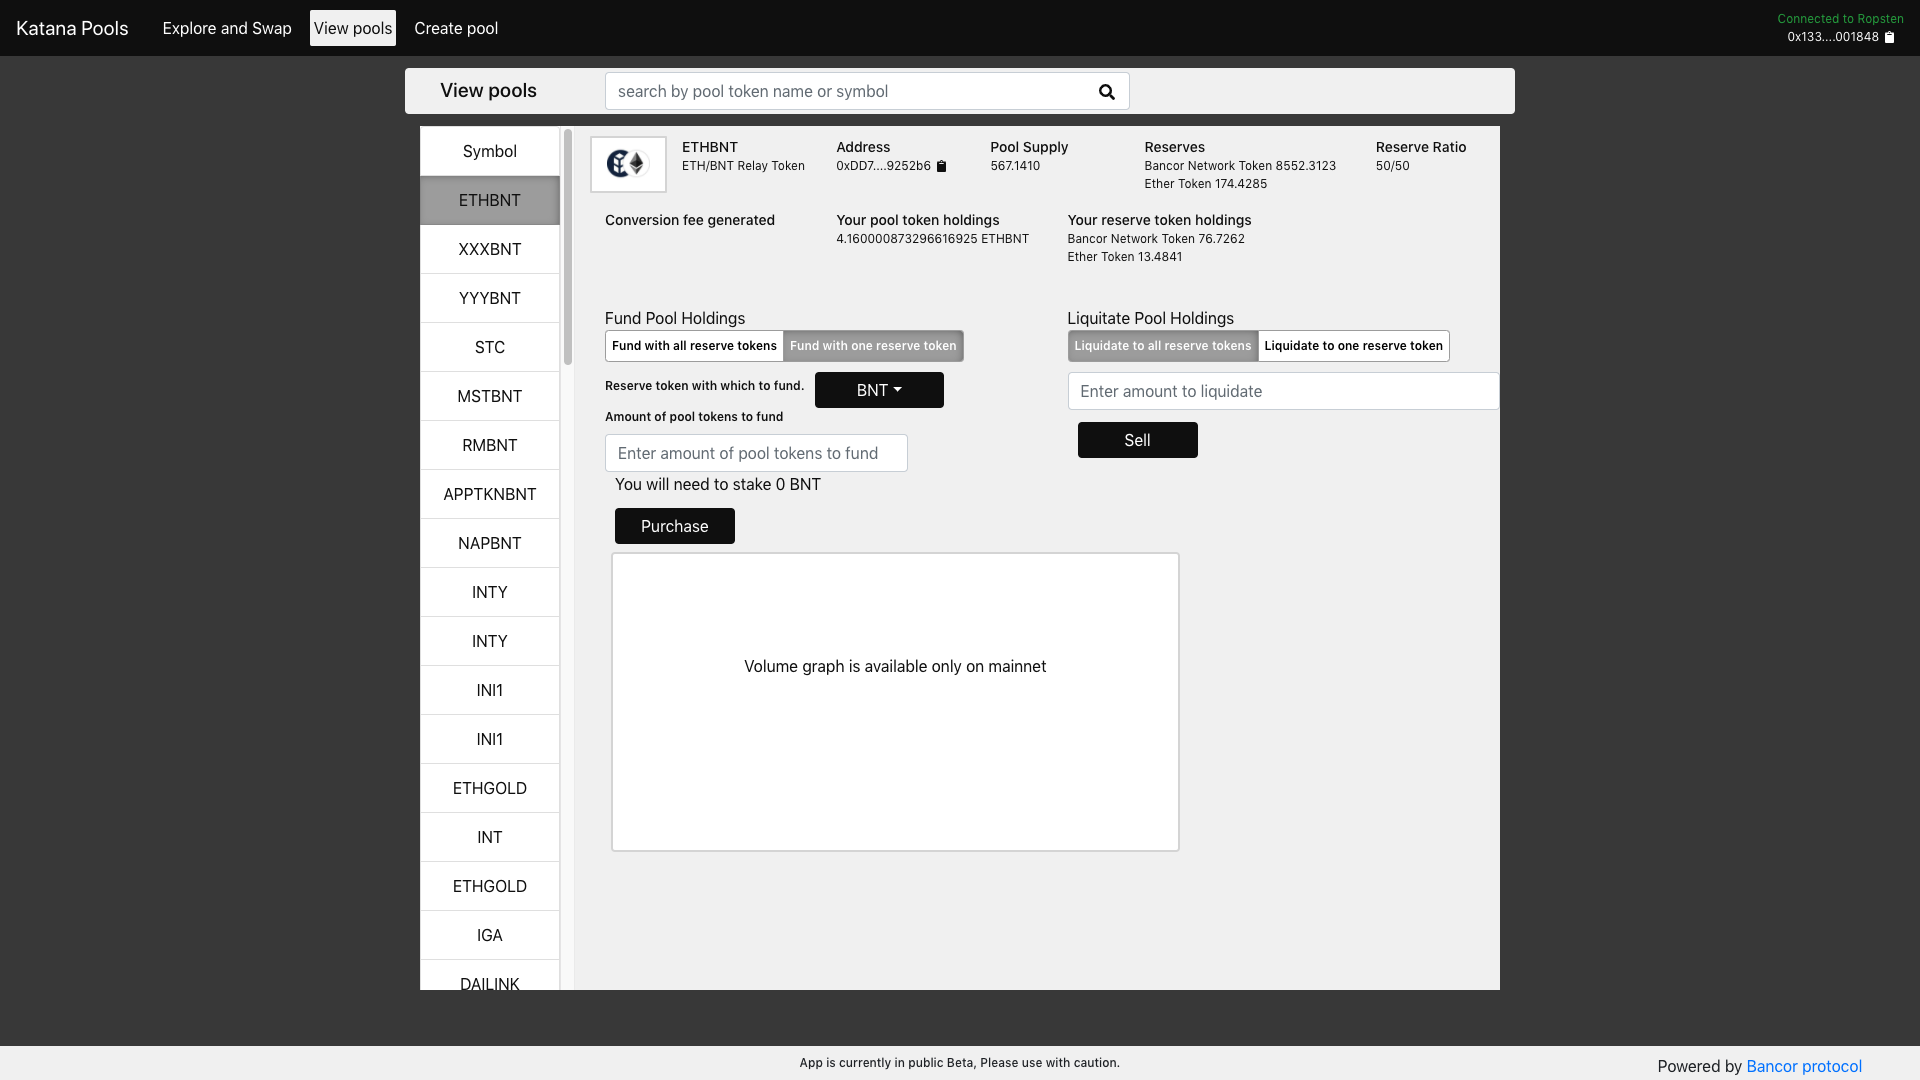 Katana Pools
Explore and Swap
View pools
Create pool
Connected to Ropsten
0x133....001848
View pools
search by pool token name or symbol
Symbol
ETHBNT
XXXBNT
YYYBNT
STC
MSTBNT
RMBNT
APPTKNBNT
NAPBNT
INTY
INTY
INI1
INI1
ETHGOLD
INT
ETHGOLD
IGA
DAILINK
ETHBNT
ETH/BNT Relay Token
Address
0xDD7....9252b6
Pool Supply
567.1410
Reserves
Bancor Network Token 8552.3123
Ether Token 174.4285
Reserve Ratio
50/50
Conversion fee generated
Your pool token holdings
4.160000873296616925 ETHBNT
Your reserve token holdings
Bancor Network Token 76.7262
Ether Token 13.4841
Fund Pool Holdings
Fund with all reserve tokens
Fund with one reserve token
Reserve token with which to fund.
BNT
Amount of pool tokens to fund
Enter amount of pool tokens to fund
You will need to stake 0 BNT
Purchase
Liquitate Pool Holdings
Liquidate to all reserve tokens
Liquidate to one reserve token
Enter amount to liquidate
Sell
Volume graph is available only on mainnet
App is currently in public Beta, Please use with caution.
Powered by Bancor protocol